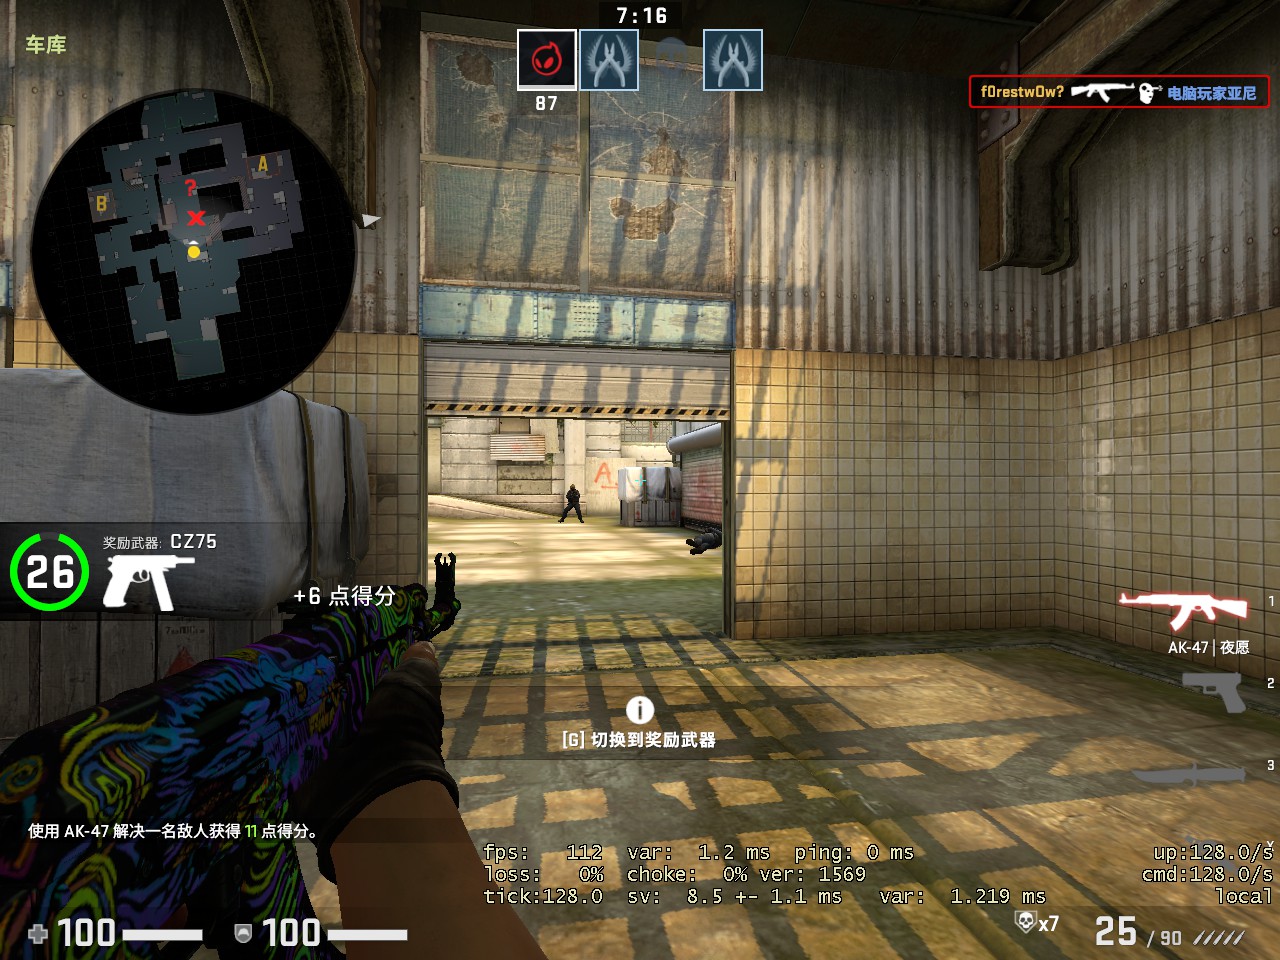 7:16
车库
87
f0restw0w? 电脑玩家亚尼
A
B
?
A
26
奖励武器: CZ75
+6 点得分
1
AK-47 | 夜愿
2
[G] 切换到奖励武器
3
使用 AK-47 解决一名敌人获得 11 点得分。
fps: 112 var: 1.2 ms ping: 0 ms
loss: 0% choke: 0% ver: 1569
tick:128.0 sv: 8.5 +- 1.1 ms var: 1.219 ms
up:128.0/s
cmd:128.0/s
local
100
100
x7
25 / 90